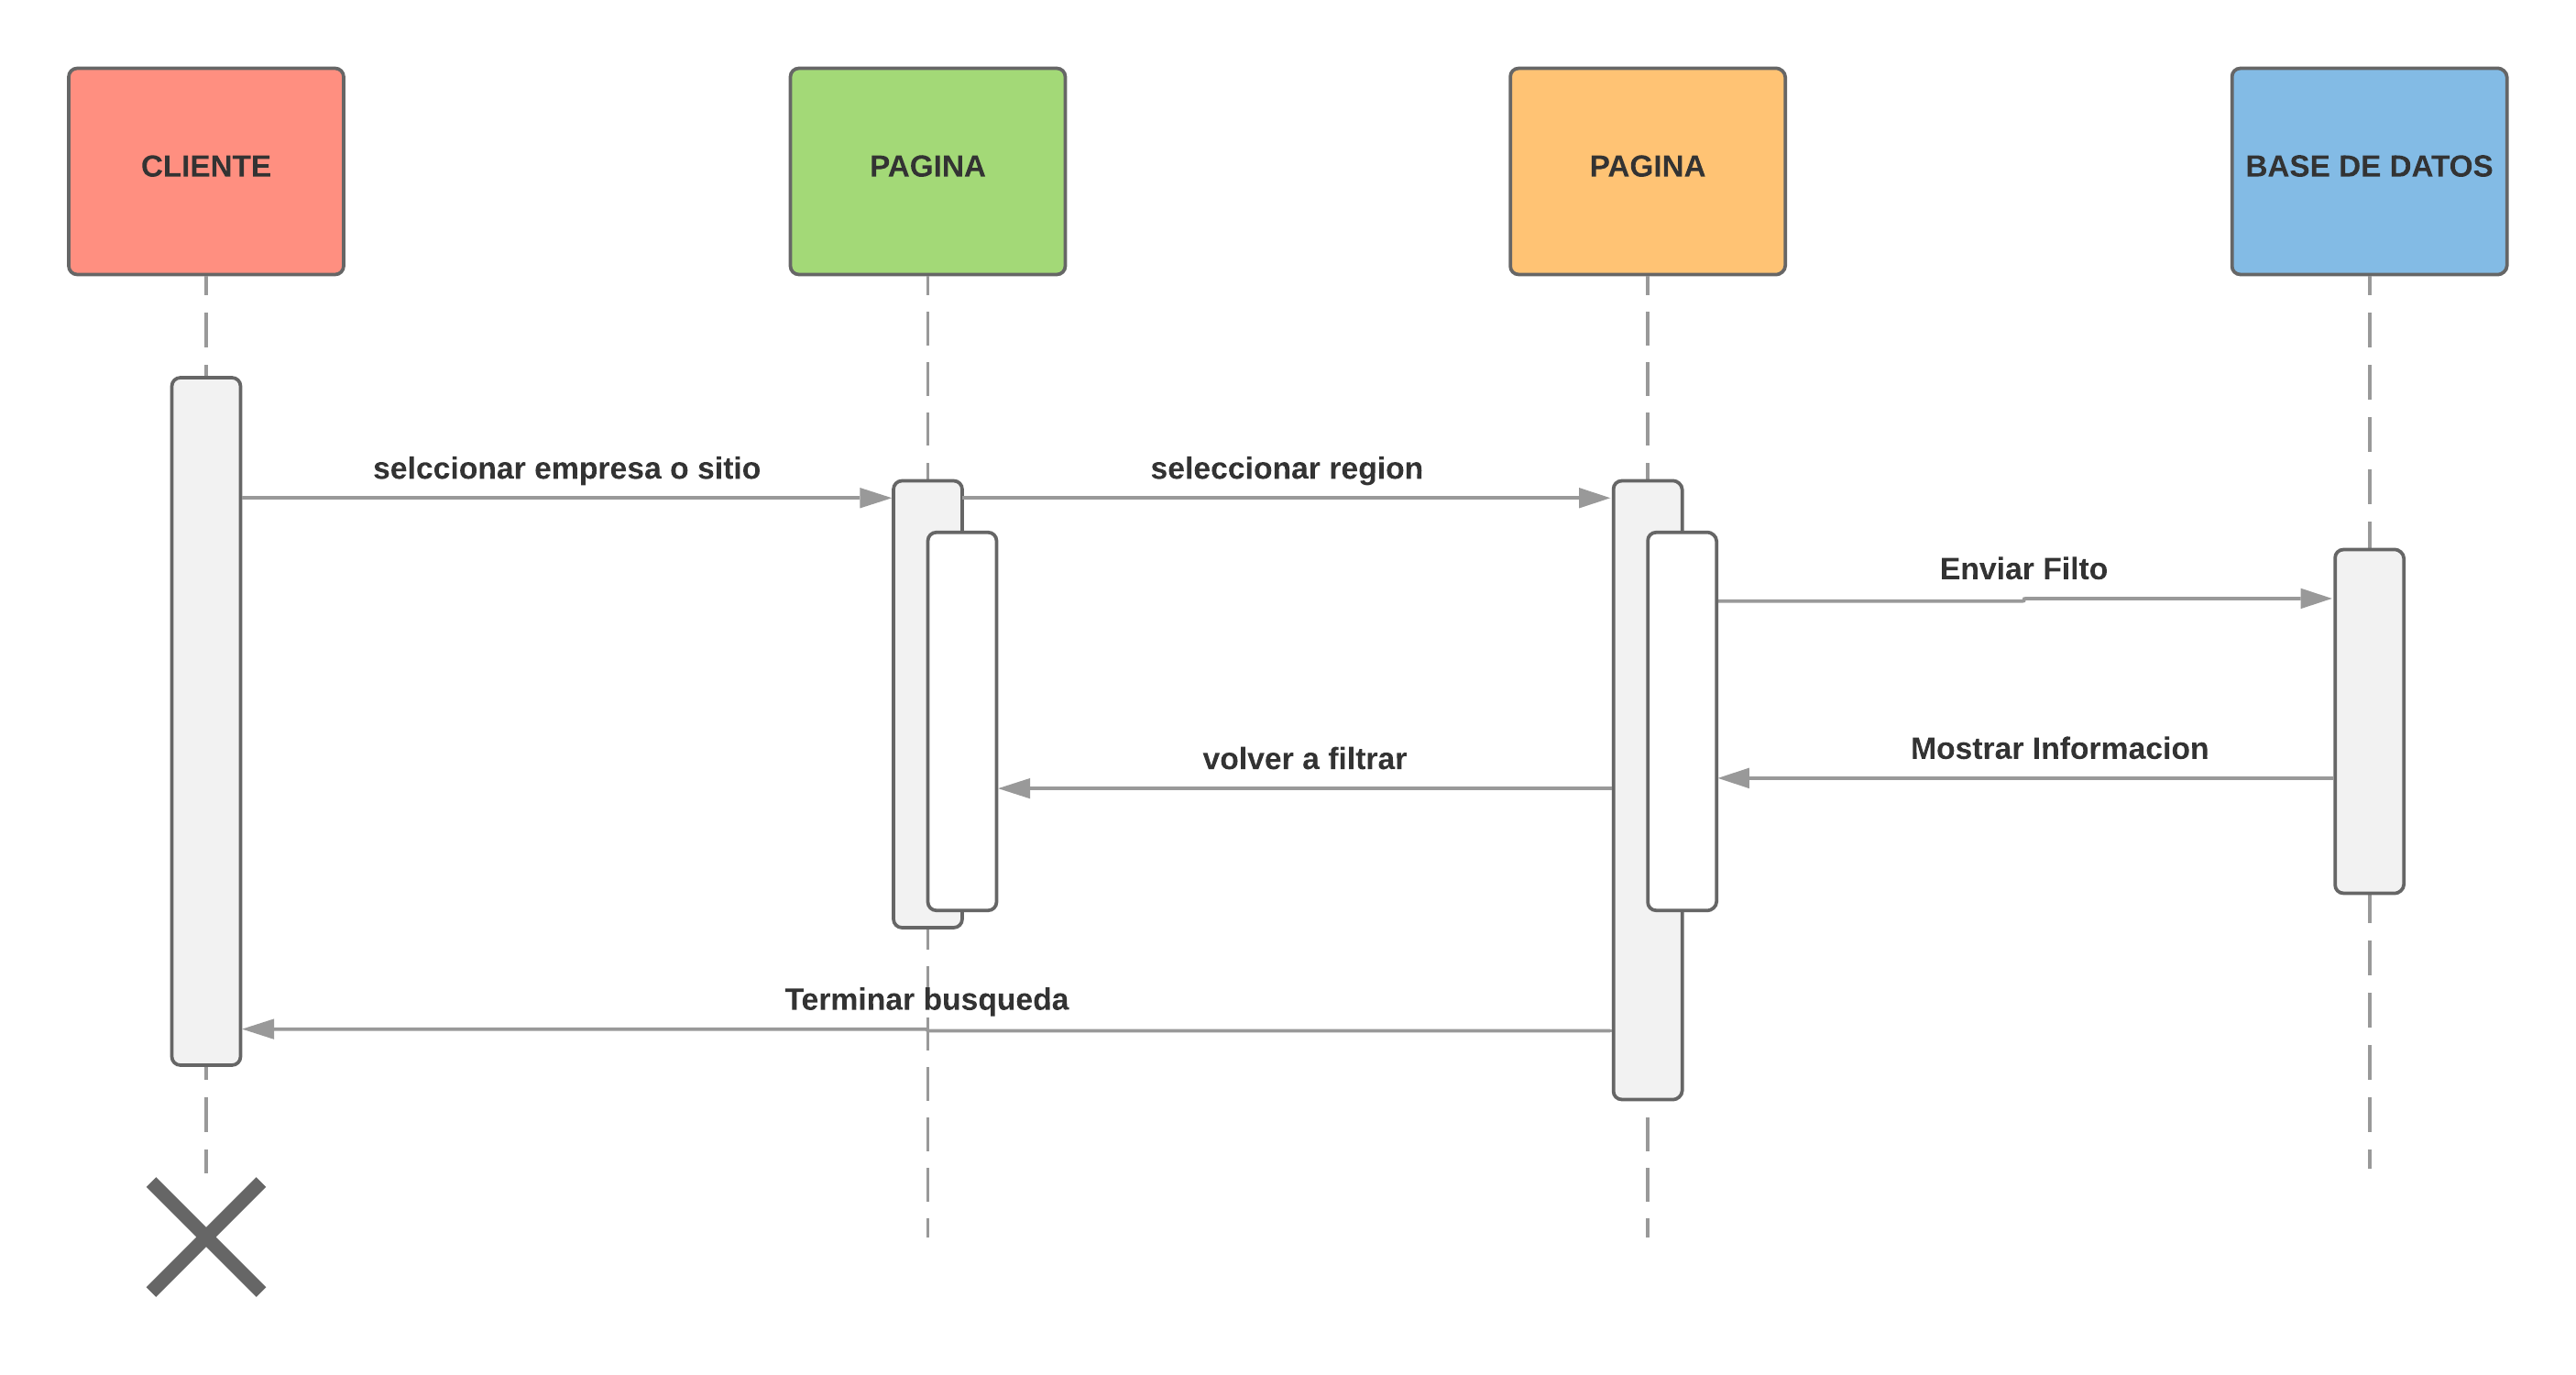 CLIENTE
PAGINA
PAGINA
BASE DE DATOS
selccionar empresa o sitio
seleccionar region
Enviar Filto
Mostrar Informacion
volver a filtrar
Terminar busqueda